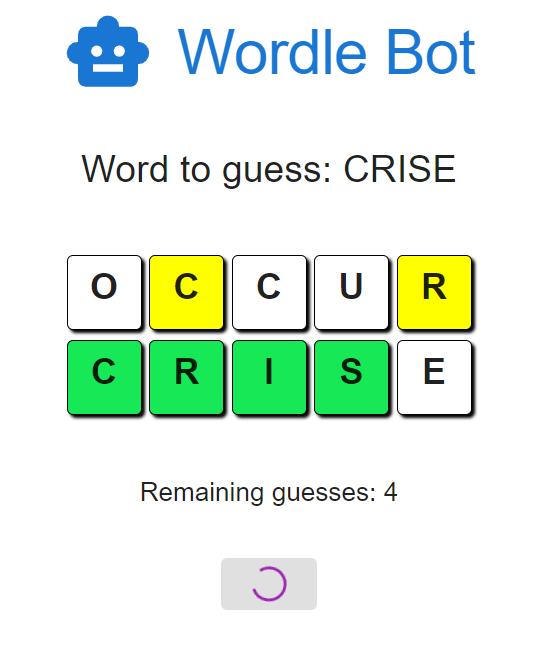 Wordle Bot
Word to guess: CRISE
O C C U R
C R I S E
Remaining guesses: 4